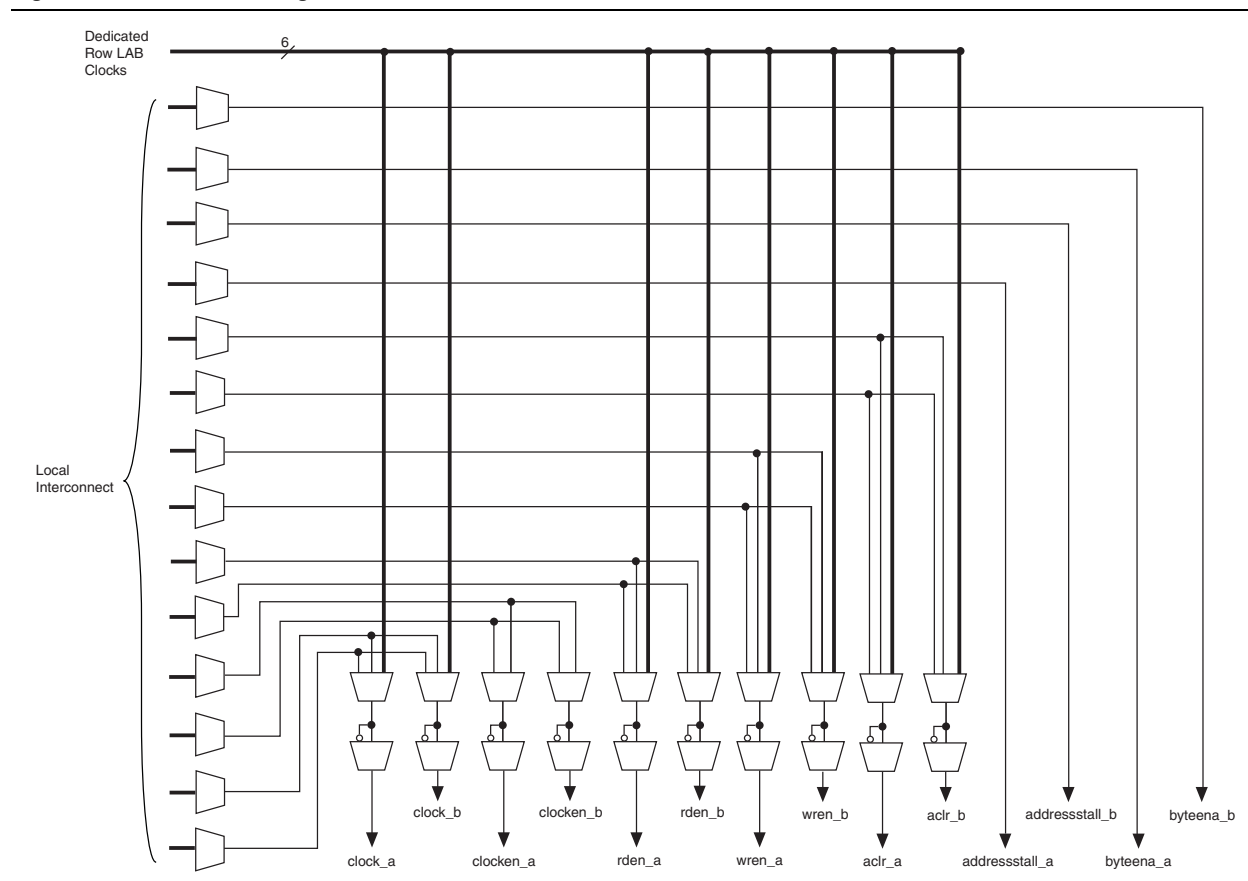 Dedicated
Row LAB
Clocks
6
Local
Interconnect
clock_b
clocken_b
rden_b
wren_b
aclr_b
addressstall_b
byteena_b
clock_a
clocken_a
rden_a
wren_a
aclr_a
addressstall_a
byteena_a